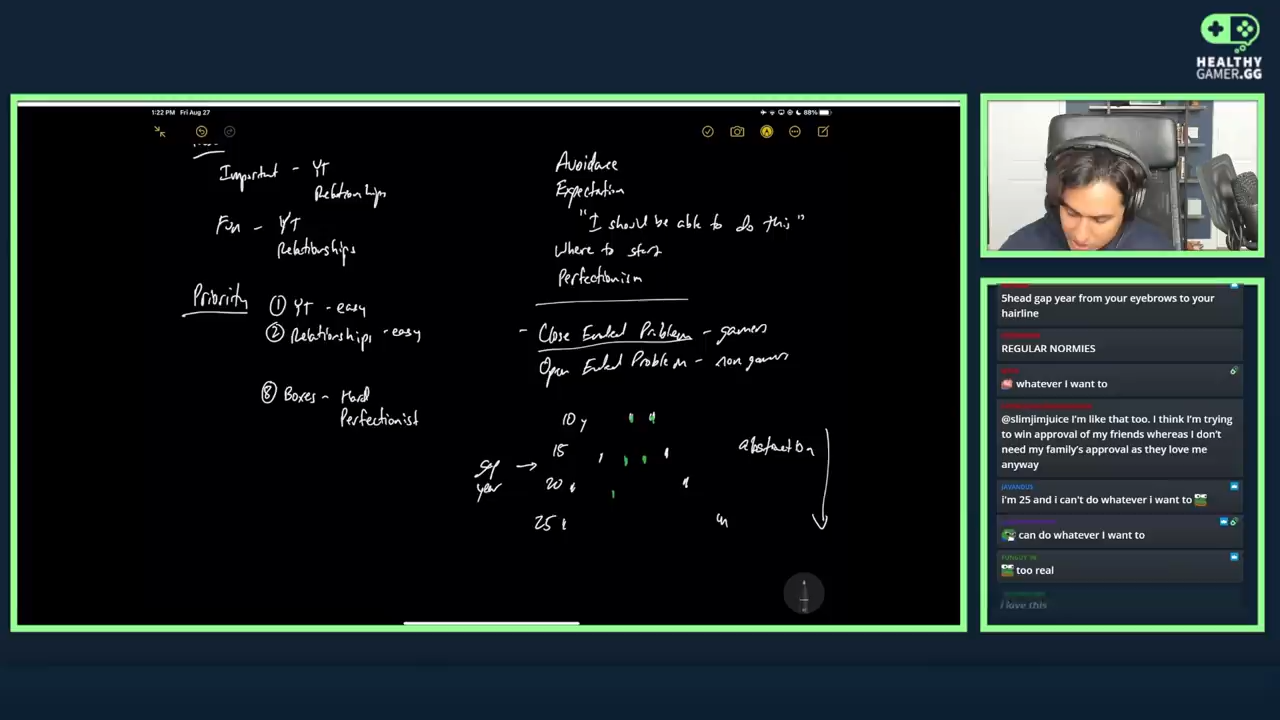 HEALTHY
GAMER.GG
1:22 PM Fri Aug 27
88%
Important - YT
Relationships
Fun - YT
Relationships
Priority
① YT - easy
② Relationships - easy
⑧ Boxes - Hard
Perfectionist
Avoidance
Expectation
"I should be able to do this"
Where to start
Perfectionism
- Close Ended Problem - gamers
Open Ended Problem - non gamers
10y
15
gap year →
20
25
abstraction
5head gap year from your eyebrows to your
hairline
REGULAR NORMIES
whatever I want to
@slimjimjuice I'm like that too. I think I'm trying
to win approval of my friends whereas I don't
need my family's approval as they love me
anyway
JAVANDUS
i'm 25 and i can't do whatever i want to
can do whatever I want to
too real
I love this